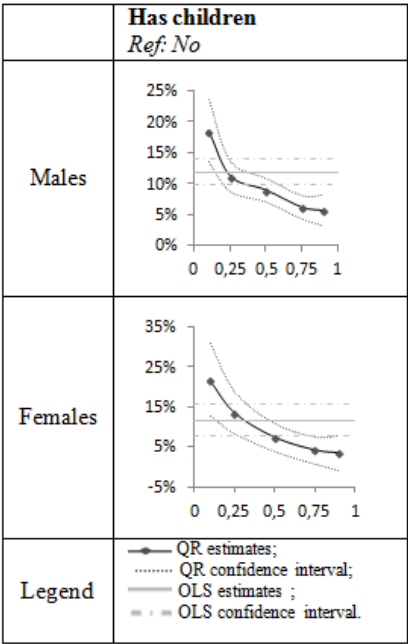 Has children
Ref: No
Males
25%
20%
15%
10%
5%
0%
0 0,25 0,5 0,75 1
Females
35%
25%
15%
5%
-5%
0 0,25 0,5 0,75 1
Legend
QR estimates;
QR confidence interval;
OLS estimates ;
OLS confidence interval.